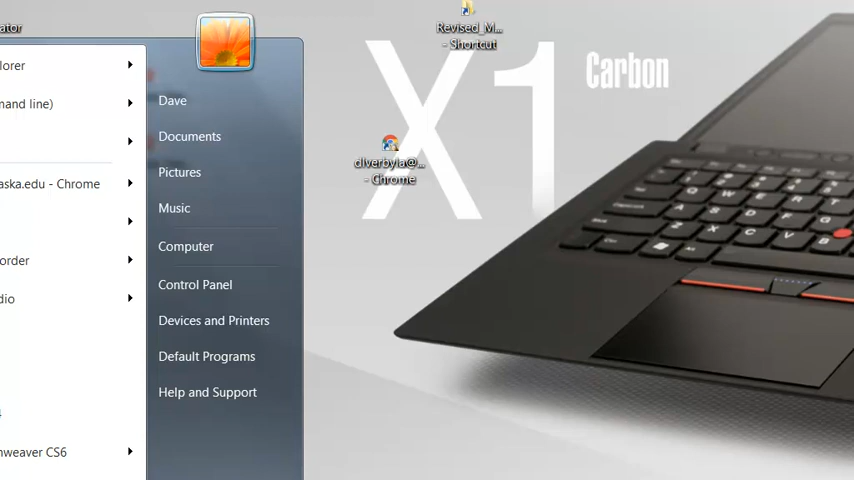 ator
Revised_M...
- Shortcut
X1
Carbon
dlverbyla@...
- Chrome
lorer
mand line)
aska.edu - Chrome
order
dio
mweaver CS6
Dave
Documents
Pictures
Music
Computer
Control Panel
Devices and Printers
Default Programs
Help and Support